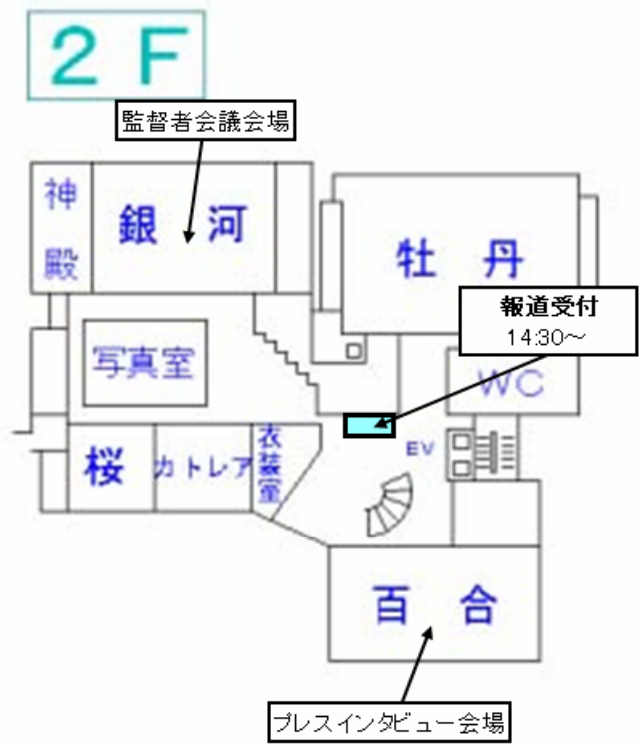 ２Ｆ
監督者会議会場
神殿
銀河
牡丹
報道受付
14:30～
写真室
WC
桜
カトレア
衣装室
EV
百合
プレスインタビュー会場